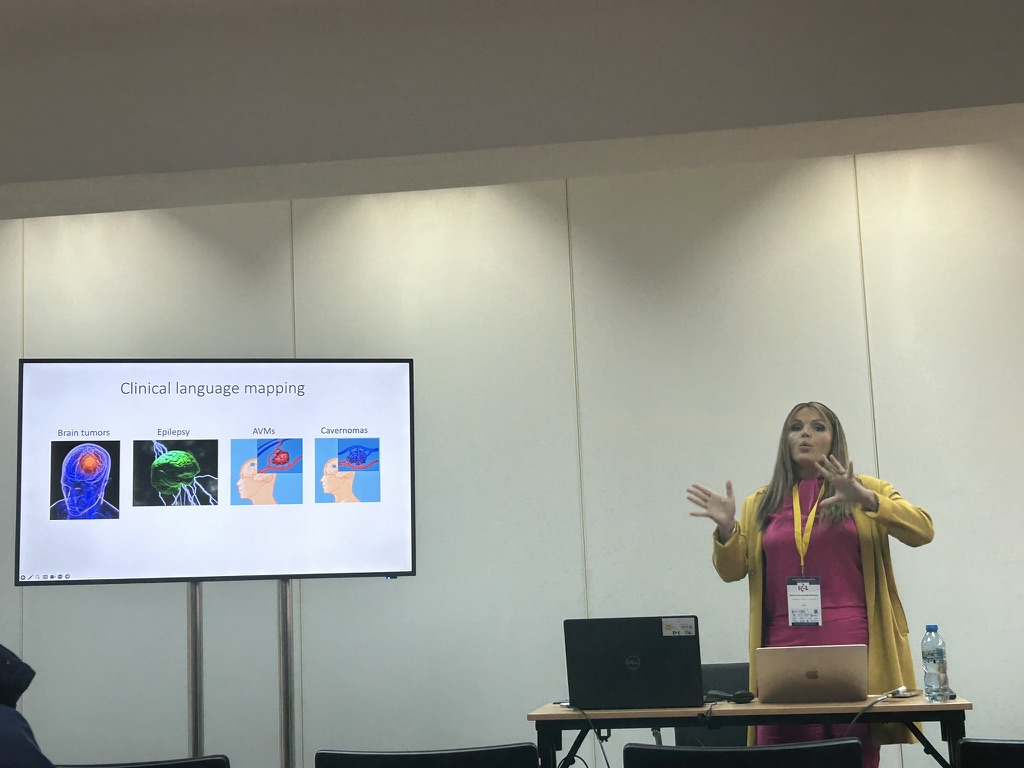 Clinical language mapping
Brain tumors
Epilepsy
AVMs
Cavernomas
DELL